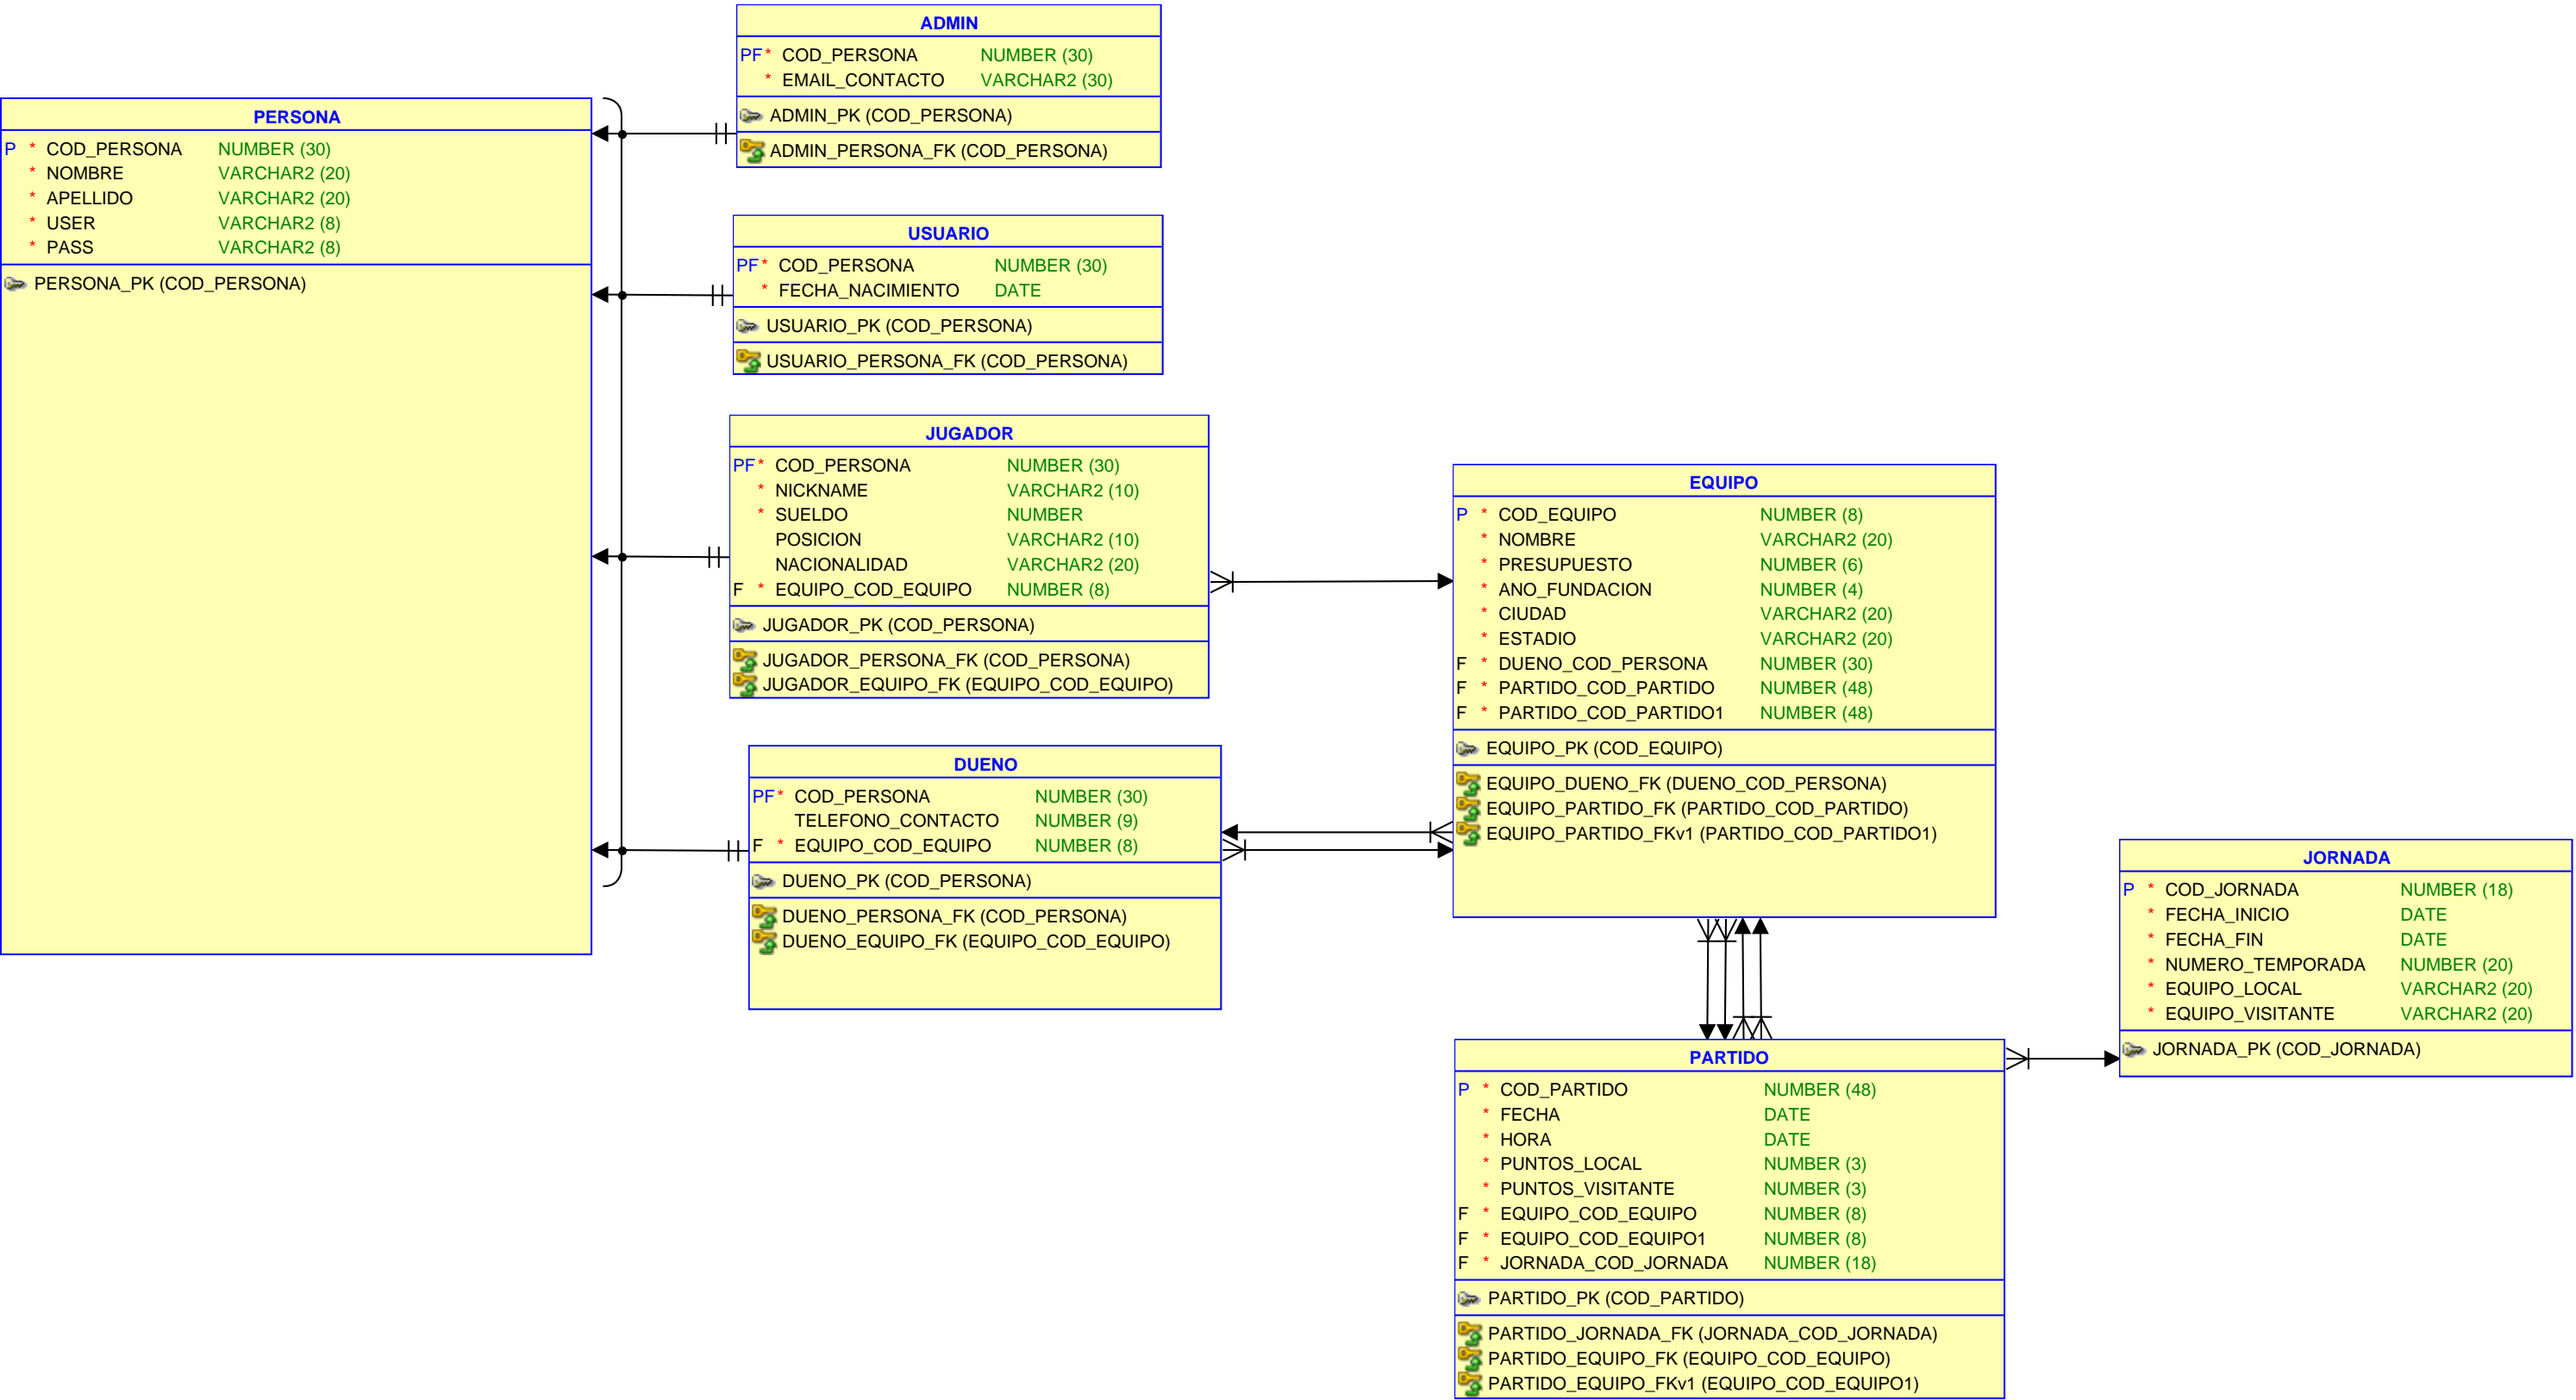 PERSONA
P * COD_PERSONA NUMBER (30)
* NOMBRE VARCHAR2 (20)
* APELLIDO VARCHAR2 (20)
* USER VARCHAR2 (8)
* PASS VARCHAR2 (8)
PERSONA_PK (COD_PERSONA)
ADMIN
PF* COD_PERSONA NUMBER (30)
* EMAIL_CONTACTO VARCHAR2 (30)
ADMIN_PK (COD_PERSONA)
ADMIN_PERSONA_FK (COD_PERSONA)
USUARIO
PF* COD_PERSONA NUMBER (30)
* FECHA_NACIMIENTO DATE
USUARIO_PK (COD_PERSONA)
USUARIO_PERSONA_FK (COD_PERSONA)
JUGADOR
PF* COD_PERSONA NUMBER (30)
* NICKNAME VARCHAR2 (10)
* SUELDO NUMBER
POSICION VARCHAR2 (10)
NACIONALIDAD VARCHAR2 (20)
F * EQUIPO_COD_EQUIPO NUMBER (8)
JUGADOR_PK (COD_PERSONA)
JUGADOR_PERSONA_FK (COD_PERSONA)
JUGADOR_EQUIPO_FK (EQUIPO_COD_EQUIPO)
DUENO
PF* COD_PERSONA NUMBER (30)
TELEFONO_CONTACTO NUMBER (9)
F * EQUIPO_COD_EQUIPO NUMBER (8)
DUENO_PK (COD_PERSONA)
DUENO_PERSONA_FK (COD_PERSONA)
DUENO_EQUIPO_FK (EQUIPO_COD_EQUIPO)
EQUIPO
P * COD_EQUIPO NUMBER (8)
* NOMBRE VARCHAR2 (20)
* PRESUPUESTO NUMBER (6)
* ANO_FUNDACION NUMBER (4)
* CIUDAD VARCHAR2 (20)
* ESTADIO VARCHAR2 (20)
F * DUENO_COD_PERSONA NUMBER (30)
F * PARTIDO_COD_PARTIDO NUMBER (48)
F * PARTIDO_COD_PARTIDO1 NUMBER (48)
EQUIPO_PK (COD_EQUIPO)
EQUIPO_DUENO_FK (DUENO_COD_PERSONA)
EQUIPO_PARTIDO_FK (PARTIDO_COD_PARTIDO)
EQUIPO_PARTIDO_FKv1 (PARTIDO_COD_PARTIDO1)
PARTIDO
P * COD_PARTIDO NUMBER (48)
* FECHA DATE
* HORA DATE
* PUNTOS_LOCAL NUMBER (3)
* PUNTOS_VISITANTE NUMBER (3)
F * EQUIPO_COD_EQUIPO NUMBER (8)
F * EQUIPO_COD_EQUIPO1 NUMBER (8)
F * JORNADA_COD_JORNADA NUMBER (18)
PARTIDO_PK (COD_PARTIDO)
PARTIDO_JORNADA_FK (JORNADA_COD_JORNADA)
PARTIDO_EQUIPO_FK (EQUIPO_COD_EQUIPO)
PARTIDO_EQUIPO_FKv1 (EQUIPO_COD_EQUIPO1)
JORNADA
P * COD_JORNADA NUMBER (18)
* FECHA_INICIO DATE
* FECHA_FIN DATE
* NUMERO_TEMPORADA NUMBER (20)
* EQUIPO_LOCAL VARCHAR2 (20)
* EQUIPO_VISITANTE VARCHAR2 (20)
JORNADA_PK (COD_JORNADA)